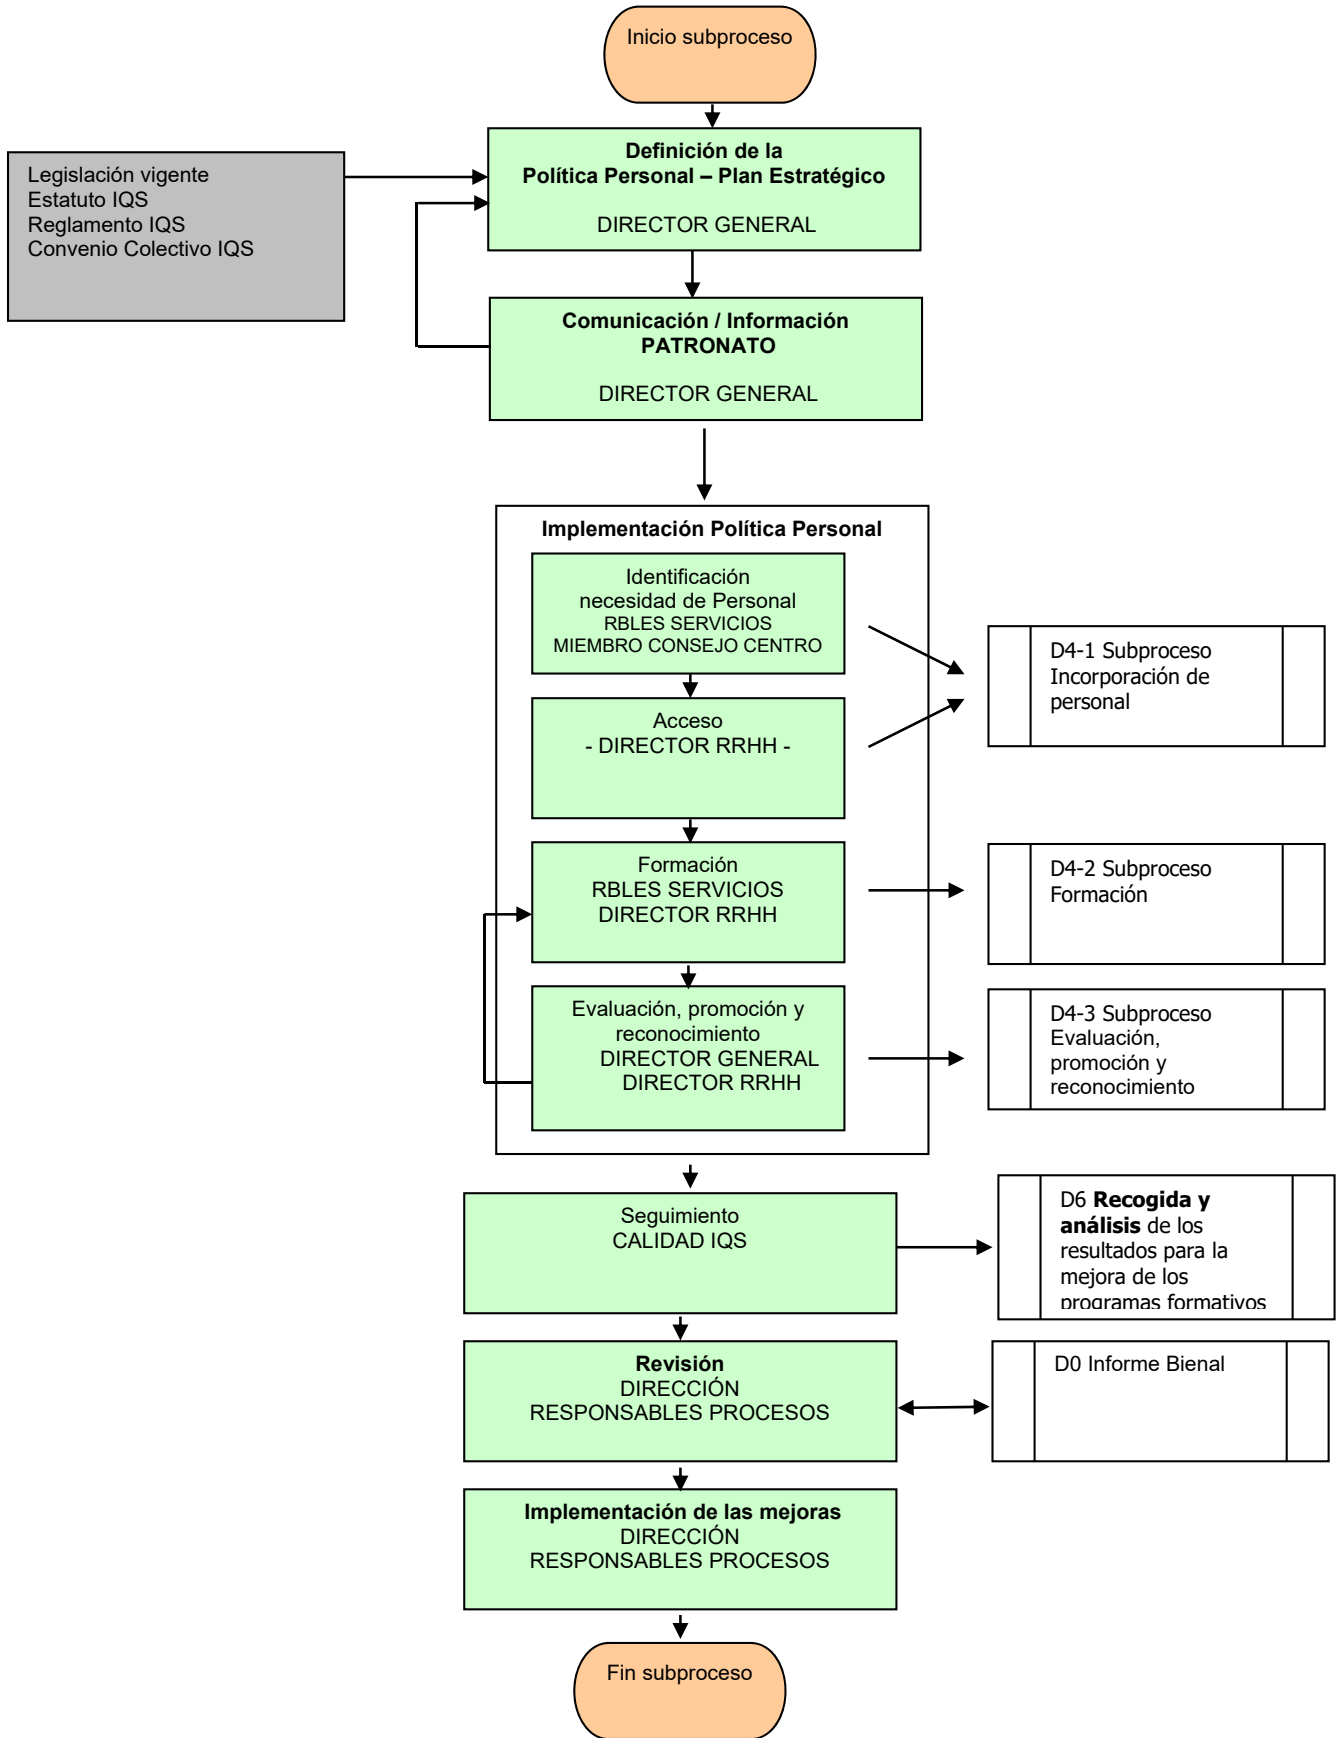 Inicio subproceso
Definición de la
Política Personal – Plan Estratégico
DIRECTOR GENERAL
Legislación vigente
Estatuto IQS
Reglamento IQS
Convenio Colectivo IQS
Comunicación / Información
PATRONATO
DIRECTOR GENERAL
Implementación Política Personal
Identificación
necesidad de Personal
RBLES SERVICIOS
MIEMBRO CONSEJO CENTRO
D4-1 Subproceso
Incorporación de
personal
Acceso
- DIRECTOR RRHH -
Formación
RBLES SERVICIOS
DIRECTOR RRHH
D4-2 Subproceso
Formación
Evaluación, promoción y
reconocimiento
DIRECTOR GENERAL
DIRECTOR RRHH
D4-3 Subproceso
Evaluación,
promoción y
reconocimiento
Seguimiento
CALIDAD IQS
D6 Recogida y
análisis de los
resultados para la
mejora de los
programas formativos
Revisión
DIRECCIÓN
RESPONSABLES PROCESOS
D0 Informe Bienal
Implementación de las mejoras
DIRECCIÓN
RESPONSABLES PROCESOS
Fin subproceso